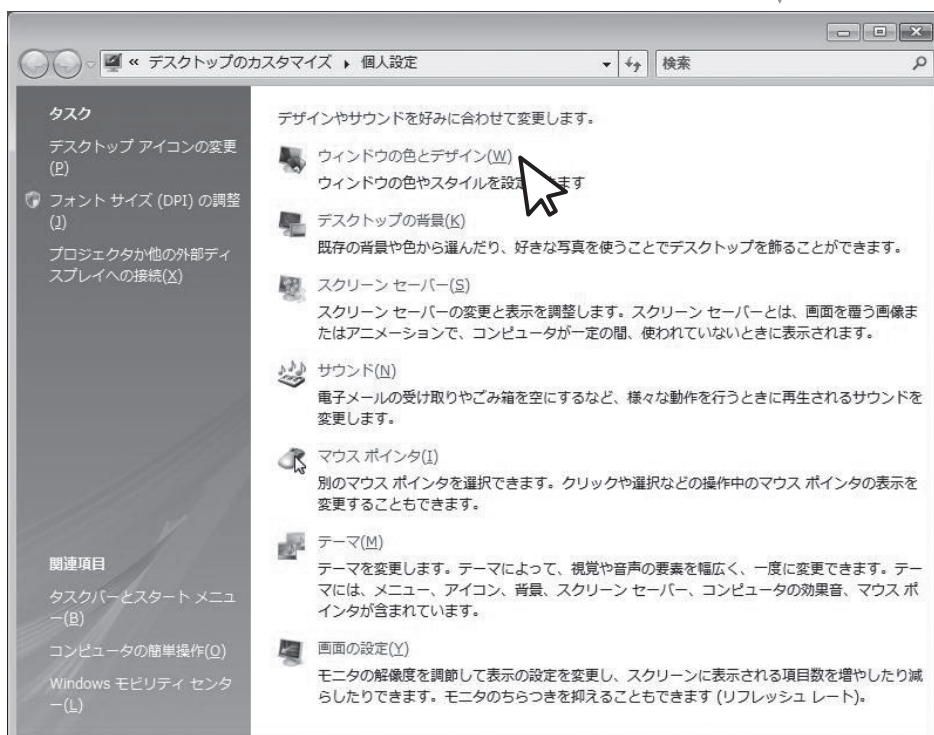 « デスクトップのカスタマイズ ▸ 個人設定
検索
タスク
デスクトップ アイコンの変更
(P)
フォント サイズ (DPI) の調整
(J)
プロジェクタか他の外部ディ
スプレイへの接続(X)
関連項目
タスクバーとスタート メニュ
ー(B)
コンピュータの簡単操作(O)
Windows モビリティ センタ
ー(L)
デザインやサウンドを好みに合わせて変更します。
ウィンドウの色とデザイン(W)
ウィンドウの色やスタイルを設定 ます
デスクトップの背景(K)
既存の背景や色から選んだり、好きな写真を使うことでデスクトップを飾ることができます。
スクリーン セーバー(S)
スクリーン セーバーの変更と表示を調整します。スクリーン セーバーとは、画面を覆う画像ま
たはアニメーションで、コンピュータが一定の間、使われていないときに表示されます。
サウンド(N)
電子メールの受け取りやごみ箱を空にするなど、様々な動作を行うときに再生されるサウンドを
変更します。
マウス ポインタ(I)
別のマウス ポインタを選択できます。クリックや選択などの操作中のマウス ポインタの表示を
変更することもできます。
テーマ(M)
テーマを変更します。テーマによって、視覚や音声の要素を幅広く、一度に変更できます。テー
マには、メニュー、アイコン、背景、スクリーン セーバー、コンピュータの効果音、マウス ポ
インタが含まれています。
画面の設定(Y)
モニタの解像度を調節して表示の設定を変更し、スクリーンに表示される項目数を増やしたり減
らしたりできます。モニタのちらつきを抑えることもできます (リフレッシュ レート)。